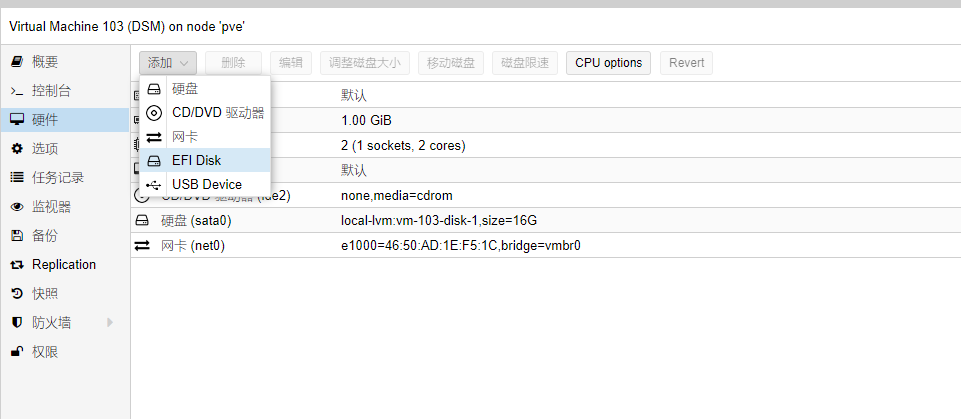 Virtual Machine 103 (DSM) on node 'pve'
概要
控制台
硬件
选项
任务记录
监视器
备份
Replication
快照
防火墙
权限
添加 删除 编辑 调整磁盘大小 移动磁盘 磁盘限速 CPU options Revert
硬盘
CD/DVD 驱动器
网卡
EFI Disk
USB Device
默认
1.00 GiB
2 (1 sockets, 2 cores)
默认
CD/DVD 驱动器 (ide2) none,media=cdrom
硬盘 (sata0) local-lvm:vm-103-disk-1,size=16G
网卡 (net0) e1000=46:50:AD:1E:F5:1C,bridge=vmbr0